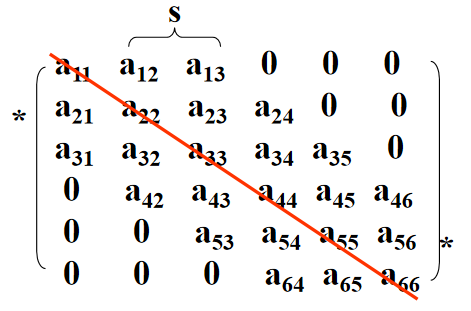 s
a₁₁ a₁₂ a₁₃ 0 0 0
* a₂₁ a₂₂ a₂₃ a₂₄ 0 0
a₃₁ a₃₂ a₃₃ a₃₄ a₃₅ 0
0 a₄₂ a₄₃ a₄₄ a₄₅ a₄₆
0 0 a₅₃ a₅₄ a₅₅ a₅₆ *
0 0 0 a₆₄ a₆₅ a₆₆